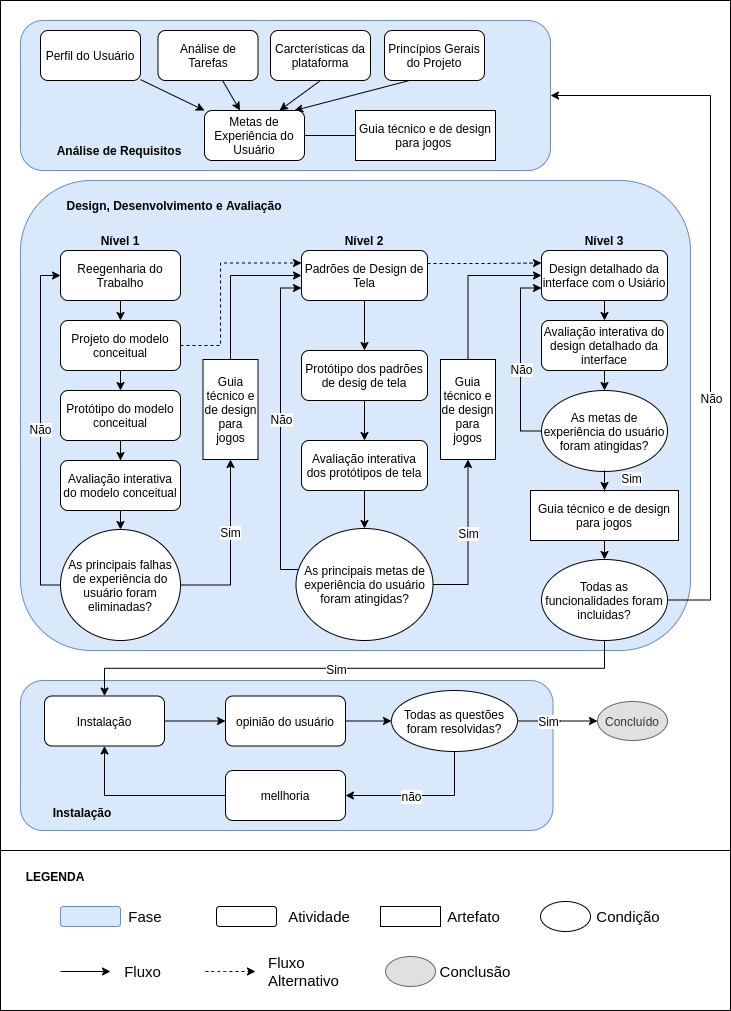 Perfil do Usuário
Análise de
Tarefas
Carcterísticas da
plataforma
Princípios Gerais
do Projeto
Metas de
Experiência do
Usuário
Guia técnico e de design
para jogos
Análise de Requisitos
Design, Desenvolvimento e Avaliação
Nível 1
Nível 2
Nível 3
Reegenharia do
Trabalho
Projeto do modelo
conceitual
Protótipo do modelo
conceitual
Avaliação interativa
do modelo conceitual
As principais falhas
de experiência do
usuário foram
eliminadas?
Não
Sim
Guia
técnico e
de design
para
jogos
Padrões de Design de
Tela
Protótipo dos padrões
de desig de tela
Avaliação interativa
dos protótipos de tela
As principais metas de
experiência do usuário
foram atingidas?
Não
Sim
Guia
técnico e
de design
para
jogos
Design detalhado da
interface com o Usiário
Avaliação interativa do
design detalhado da
interface
As metas de
experiência do usuário
foram atingidas?
Não
Sim
Guia técnico e de design
para jogos
Todas as
funcionalidades foram
incluidas?
Não
Sim
Instalação
opinião do usuário
Todas as questões
foram resolvidas?
Sim
Concluído
mellhoria
não
Instalação
LEGENDA
Fase
Atividade
Artefato
Condição
Fluxo
Fluxo
Alternativo
Conclusão